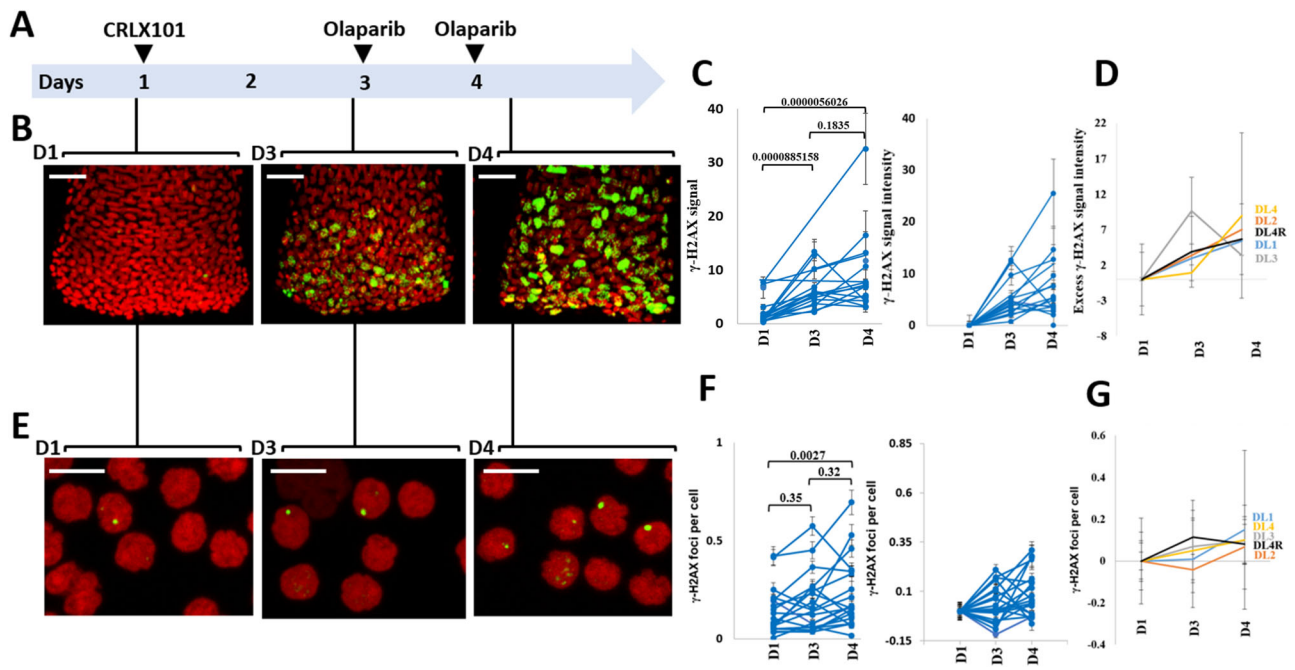 A
CRLX101
Olaparib
Olaparib
Days
1
2
3
4
B
D1
D3
D4
C
γ-H2AX signal
40
30
20
10
0
0.0000056026
0.1835
0.0000885158
D1
D3
D4
γ-H2AX signal intensity
40
30
20
10
0
D1
D3
D4
D
Excess γ-H2AX signal intensity
22
17
12
7
2
-3
-8
DL4
DL2
DL4R
DL1
DL3
D1
D3
D4
E
D1
D3
D4
F
γ-H2AX foci per cell
1
0.5
0
0.0027
0.32
0.35
D1
D3
D4
γ-H2AX foci per cell
0.85
0.6
0.35
0.1
-0.15
D1
D3
D4
G
γ-H2AX foci per cell
0.6
0.4
0.2
0
-0.2
-0.4
DL1
DL4
DL3
DL4R
DL2
D1
D3
D4